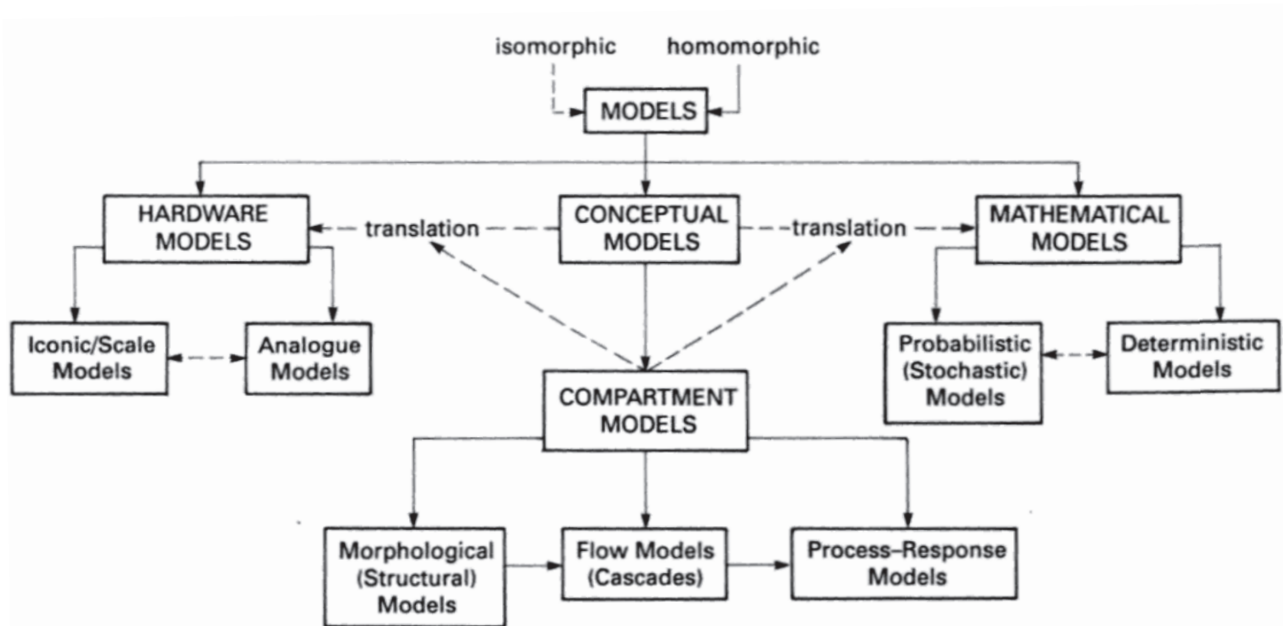 isomorphic homomorphic
MODELS
HARDWARE
MODELS
translation
CONCEPTUAL
MODELS
translation
MATHEMATICAL
MODELS
Iconic/Scale
Models
Analogue
Models
Probabilistic
(Stochastic)
Models
Deterministic
Models
COMPARTMENT
MODELS
Morphological
(Structural)
Models
Flow Models
(Cascades)
Process–Response
Models